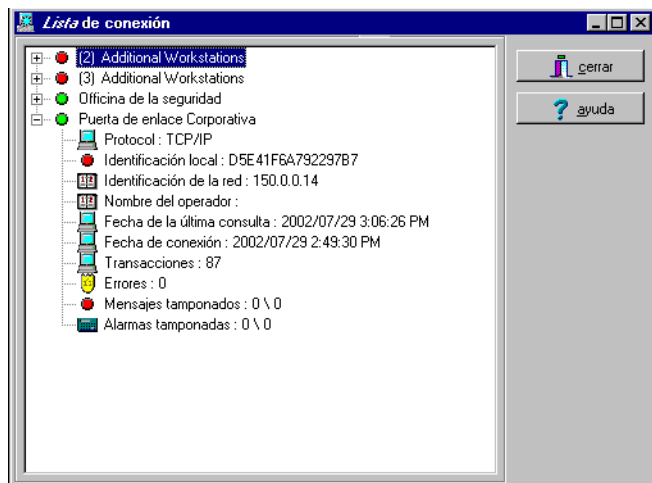 Lista de conexión
(2) Additional Workstations
(3) Additional Workstations
Officina de la seguridad
Puerta de enlace Corporativa
Protocol : TCP/IP
Identificación local : D5E41F6A792297B7
Identificación de la red : 150.0.0.14
Nombre del operador :
Fecha de la última consulta : 2002/07/29 3:06:26 PM
Fecha de conexión : 2002/07/29 2:49:30 PM
Transacciones : 87
Errores : 0
Mensajes tamponados : 0 \ 0
Alarmas tamponadas : 0 \ 0
cerrar
ayuda